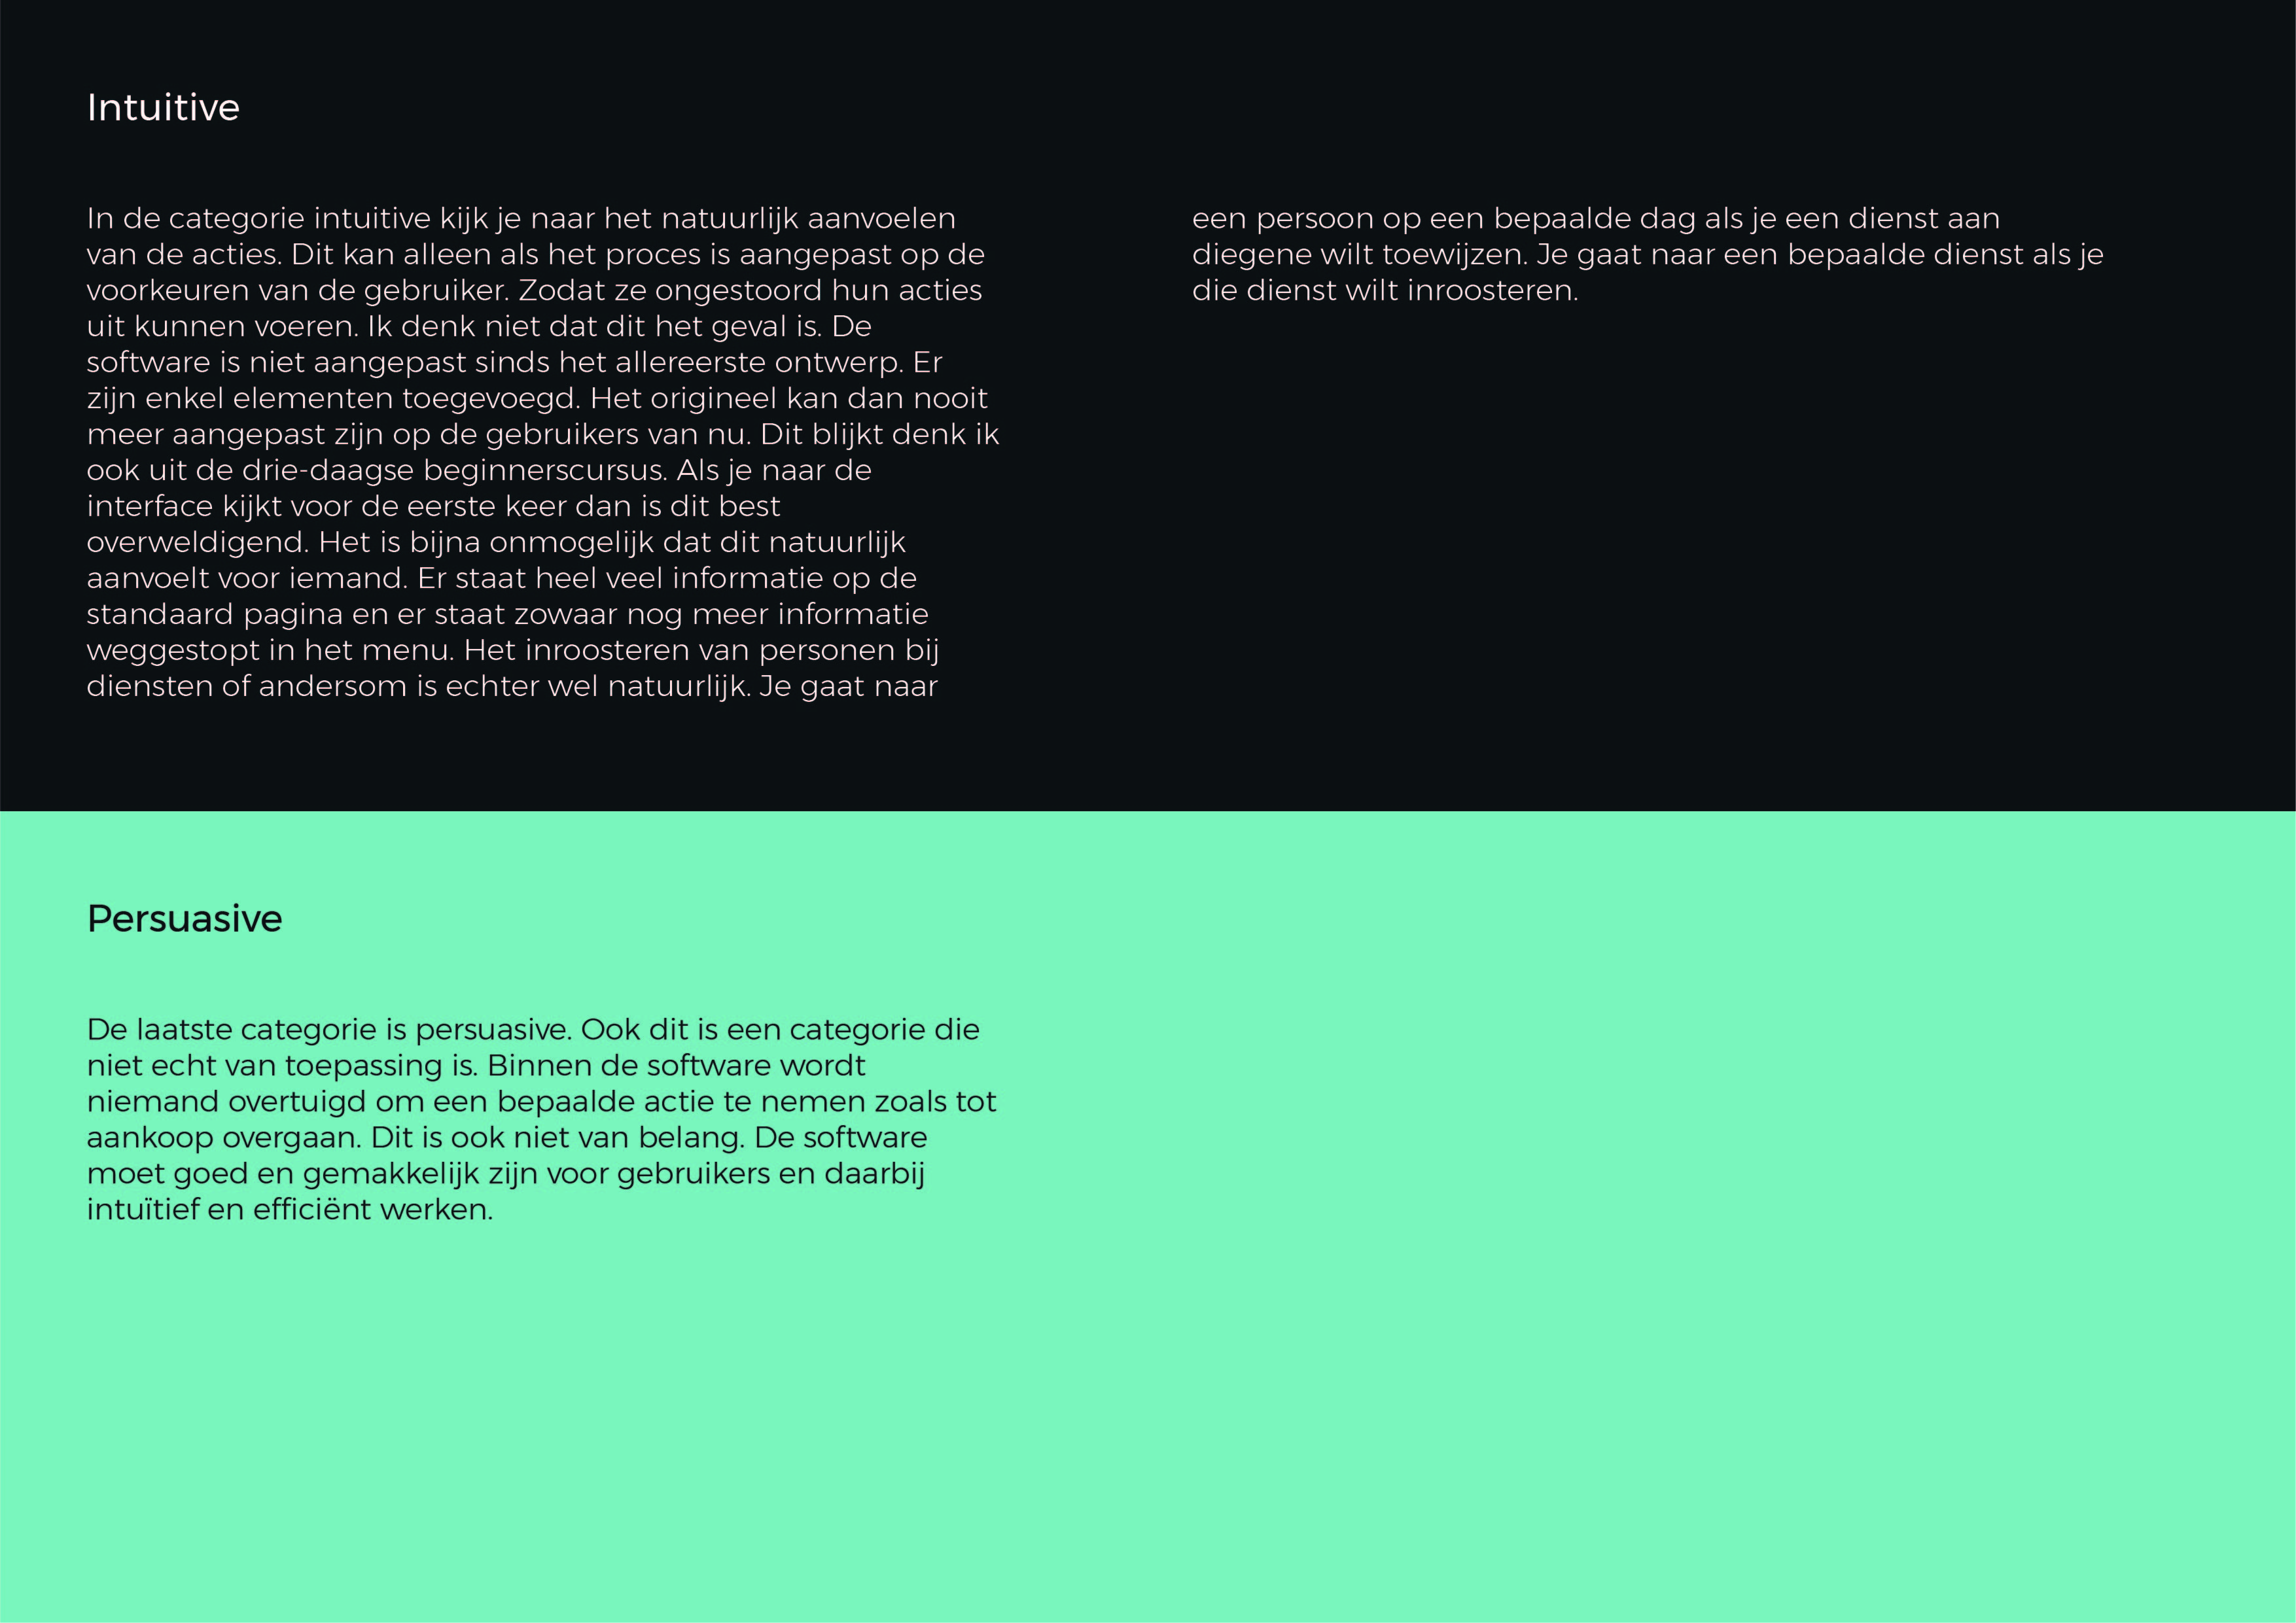 Intuitive
In de categorie intuitive kijk je naar het natuurlijk aanvoelen
van de acties. Dit kan alleen als het proces is aangepast op de
voorkeuren van de gebruiker. Zodat ze ongestoord hun acties
uit kunnen voeren. Ik denk niet dat dit het geval is. De
software is niet aangepast sinds het allereerste ontwerp. Er
zijn enkel elementen toegevoegd. Het origineel kan dan nooit
meer aangepast zijn op de gebruikers van nu. Dit blijkt denk ik
ook uit de drie-daagse beginnerscursus. Als je naar de
interface kijkt voor de eerste keer dan is dit best
overweldigend. Het is bijna onmogelijk dat dit natuurlijk
aanvoelt voor iemand. Er staat heel veel informatie op de
standaard pagina en er staat zowaar nog meer informatie
weggestopt in het menu. Het inroosteren van personen bij
diensten of andersom is echter wel natuurlijk. Je gaat naar
een persoon op een bepaalde dag als je een dienst aan
diegene wilt toewijzen. Je gaat naar een bepaalde dienst als je
die dienst wilt inroosteren.
Persuasive
De laatste categorie is persuasive. Ook dit is een categorie die
niet echt van toepassing is. Binnen de software wordt
niemand overtuigd om een bepaalde actie te nemen zoals tot
aankoop overgaan. Dit is ook niet van belang. De software
moet goed en gemakkelijk zijn voor gebruikers en daarbij
intuïtief en efficiënt werken.